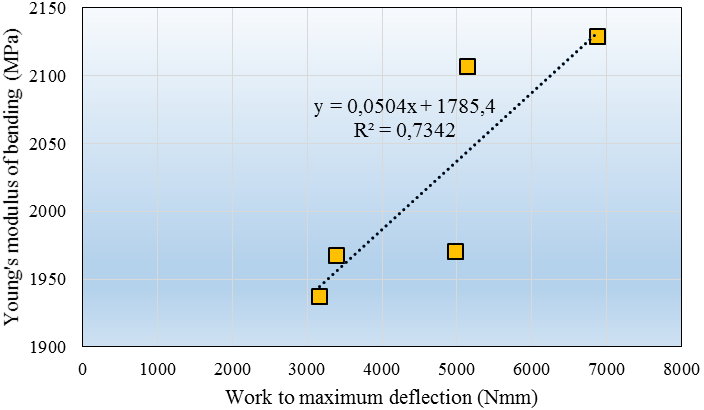 Young's modulus of bending (MPa)
2150
2100
2050
2000
1950
1900
y = 0,0504x + 1785,4
R² = 0,7342
0 1000 2000 3000 4000 5000 6000 7000 8000
Work to maximum deflection (Nmm)